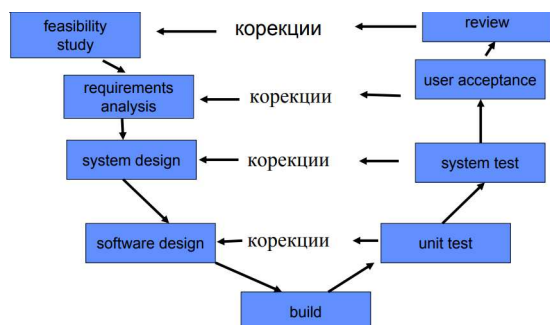 feasibility
study
корекции
review
requirements
analysis
корекции
user acceptance
system design
корекции
system test
software design
корекции
unit test
build